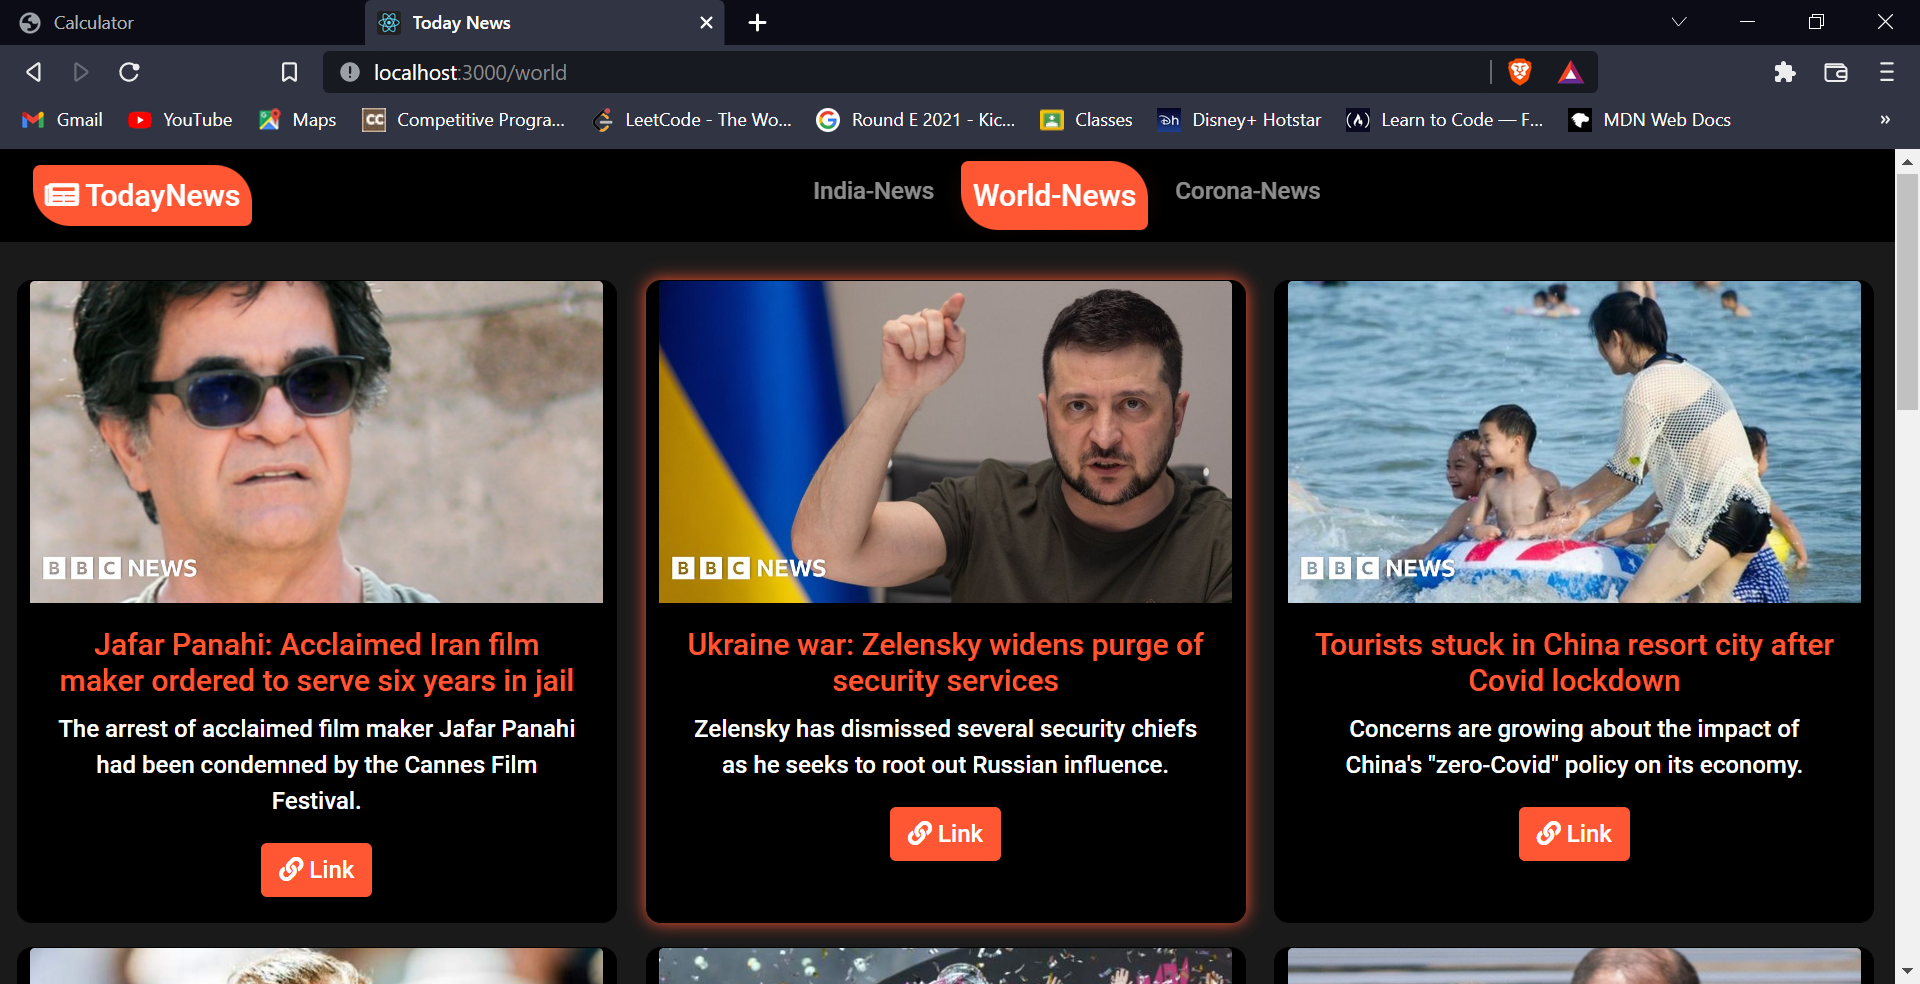 Calculator
Today News
localhost:3000/world
Gmail
YouTube
Maps
CC
Competitive Progra...
LeetCode - The Wo...
Round E 2021 - Kic...
Classes
Disney+ Hotstar
Learn to Code — F...
MDN Web Docs
»
TodayNews
India-News
World-News
Corona-News
BBC NEWS
BBC NEWS
BBC NEWS
Jafar Panahi: Acclaimed Iran film
maker ordered to serve six years in jail
The arrest of acclaimed film maker Jafar Panahi
had been condemned by the Cannes Film
Festival.
Link
Ukraine war: Zelensky widens purge of
security services
Zelensky has dismissed several security chiefs
as he seeks to root out Russian influence.
Link
Tourists stuck in China resort city after
Covid lockdown
Concerns are growing about the impact of
China's "zero-Covid" policy on its economy.
Link